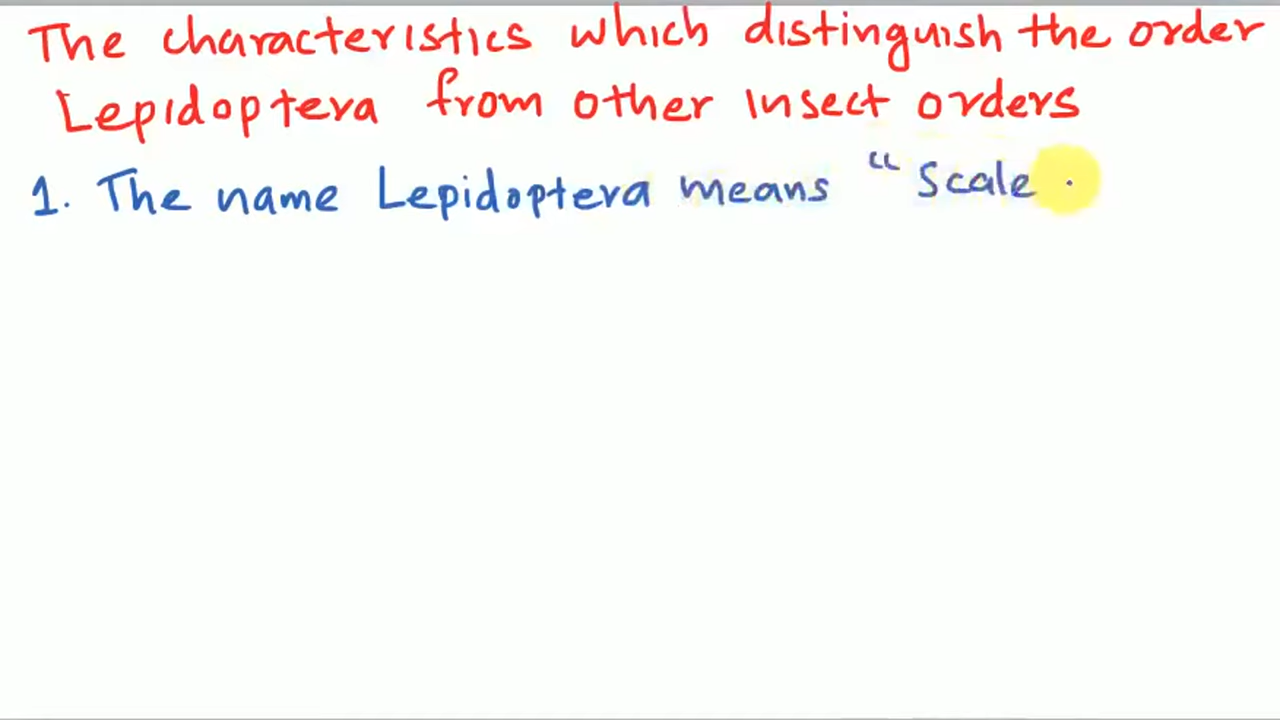 The characteristics which distinguish the order
Lepidoptera from other insect orders
1. The name Lepidoptera means “ Scale